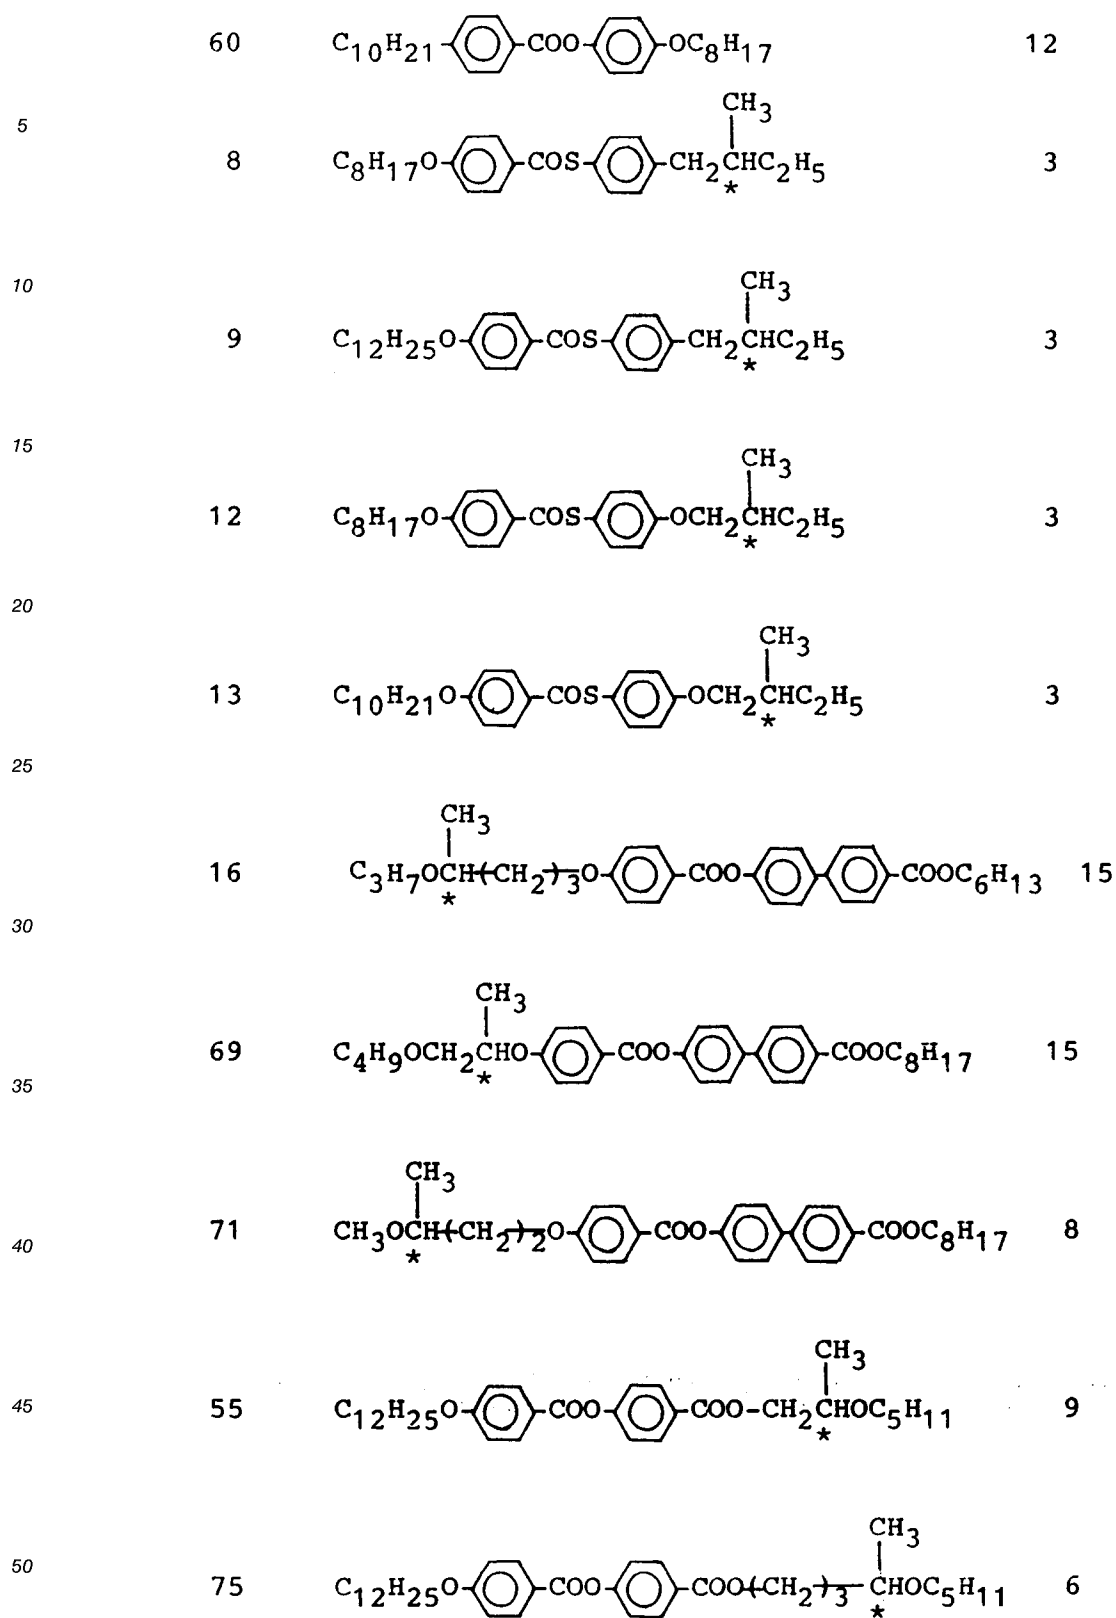 60 C10H21 COO OC8H17 12
5
CH3
8 C8H17O COS CH2CHC2H5 3
*
10
CH3
9 C12H25O COS CH2CHC2H5 3
*
15
CH3
12 C8H17O COS OCH2CHC2H5 3
*
20
CH3
13 C10H21O COS OCH2CHC2H5 3
*
25
CH3
16 C3H7OCH(CH2)3O COO COOC6H13 15
*
30
CH3
69 C4H9OCH2CHO COO COOC8H17 15
*
35
CH3
71 CH3OCH(CH2)2O COO COOC8H17 8
*
40
CH3
45 55 C12H25O COO COO-CH2CHOC5H11 9
*
CH3
50
75 C12H25O COO COO(CH2)3 CHOC5H11 6
*